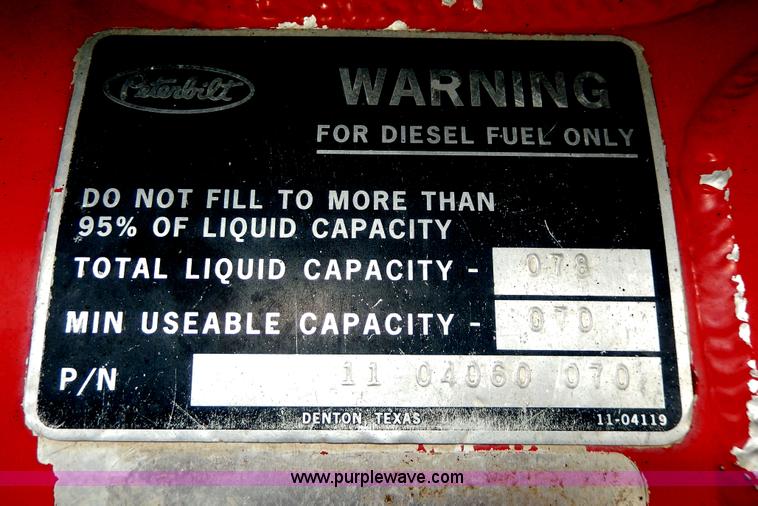 Peterbilt
WARNING
FOR DIESEL FUEL ONLY
DO NOT FILL TO MORE THAN
95% OF LIQUID CAPACITY
TOTAL LIQUID CAPACITY - 078
MIN USEABLE CAPACITY - 070
P/N 11 04060 070
DENTON, TEXAS 11-04119
www.purplewave.com